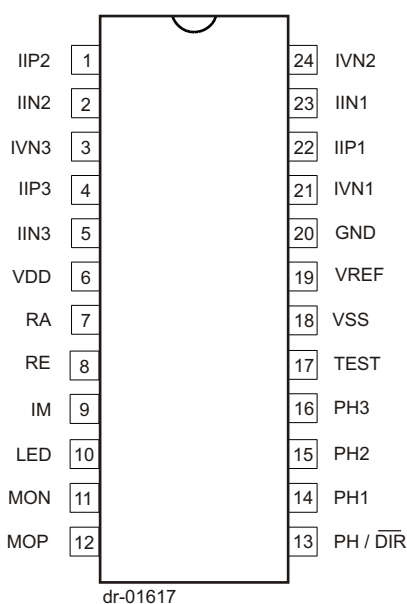 IIP2 1 24 IVN2
IIN2 2 23 IIN1
IVN3 3 22 IIP1
IIP3 4 21 IVN1
IIN3 5 20 GND
VDD 6 19 VREF
RA 7 18 VSS
RE 8 17 TEST
IM 9 16 PH3
LED 10 15 PH2
MON 11 14 PH1
MOP 12 13 PH / D̅I̅R̅
dr-01617